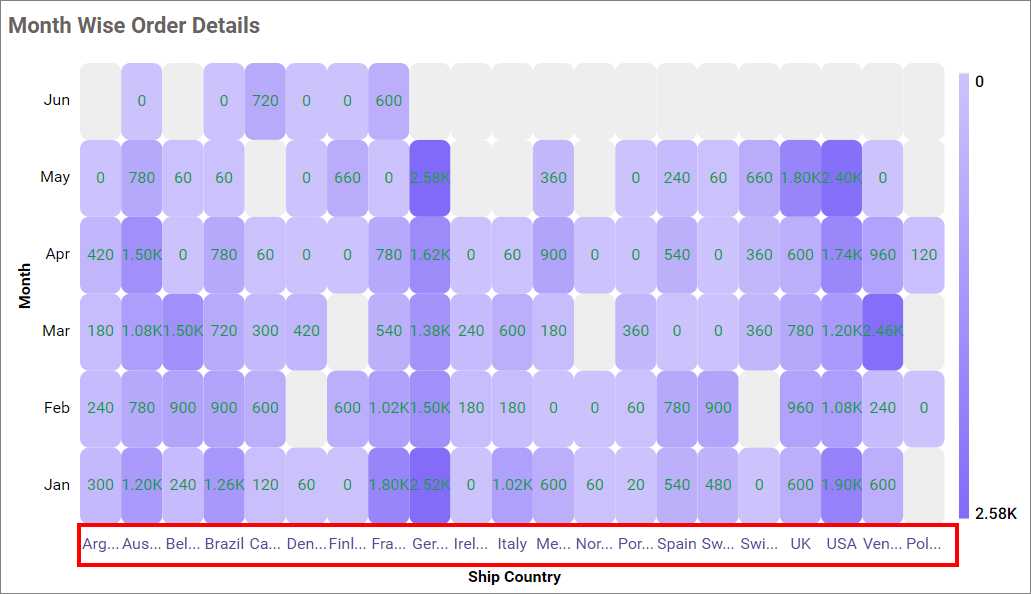 Month Wise Order Details
0
Jun 0 0 720 0 0 600
May 0 780 60 60 0 660 0 2.58K 360 0 240 60 660 1.80K 2.40K 0
Apr 420 1.50K 0 780 60 0 0 780 1.62K 0 60 900 0 0 540 0 360 600 1.74K 960 120
Month
Mar 180 1.08K 1.50K 720 300 420 540 1.38K 240 600 180 360 0 0 360 780 1.20K 2.46K
Feb 240 780 900 900 600 600 1.02K 1.50K 180 180 0 0 60 780 900 960 1.08K 240 0
Jan 300 1.20K 240 1.26K 120 60 0 1.80K 2.52K 0 1.02K 600 60 20 540 480 0 600 1.90K 600
2.58K
Arg... Aus... Bel... Brazil Ca... Den... Finl... Fra... Ger... Irel... Italy Me... Nor... Por... Spain Sw... Swi... UK USA Ven... Pol...
Ship Country